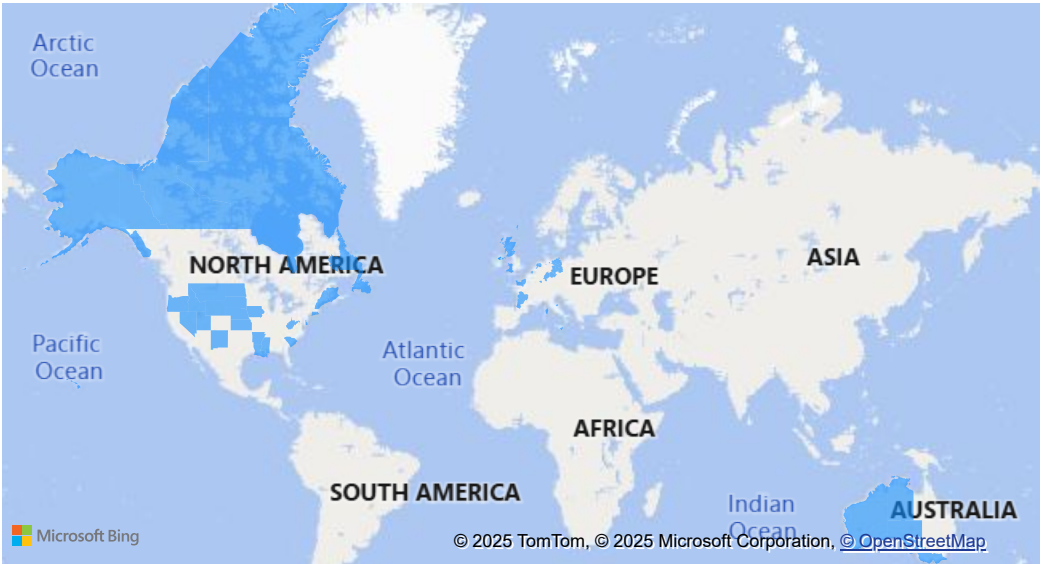 Arctic
Ocean
NORTH AMERICA
EUROPE
ASIA
Pacific
Ocean
Atlantic
Ocean
AFRICA
SOUTH AMERICA
Indian
Ocean
AUSTRALIA
Microsoft Bing
© 2025 TomTom, © 2025 Microsoft Corporation, © OpenStreetMap